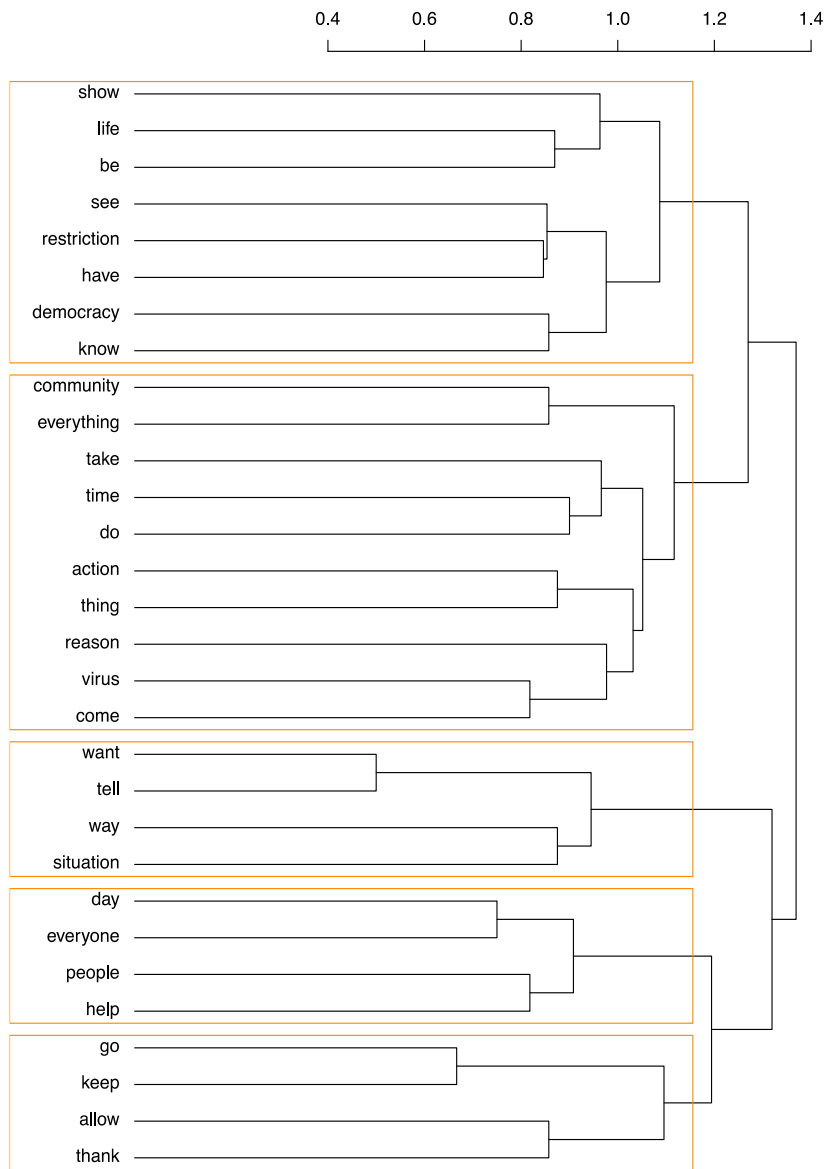 0.4 0.6 0.8 1.0 1.2 1.4
show
life
be
see
restriction
have
democracy
know
community
everything
take
time
do
action
thing
reason
virus
come
want
tell
way
situation
day
everyone
people
help
go
keep
allow
thank